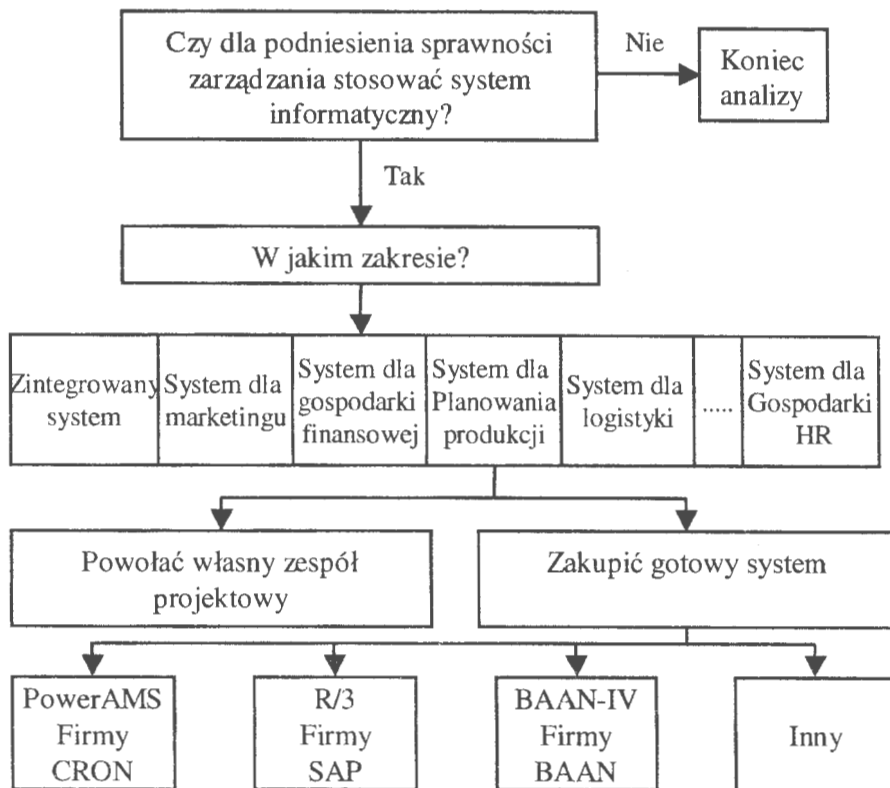 Czy dla podniesienia sprawności
zarządzania stosować system
informatyczny?
Nie
Koniec
analizy
Tak
W jakim zakresie?
Zintegrowany
system
System dla
marketingu
System dla
gospodarki
finansowej
System dla
Planowania
produkcji
System dla
logistyki
.....
System dla
Gospodarki
HR
Powołać własny zespół
projektowy
Zakupić gotowy system
PowerAMS
Firmy
CRON
R/3
Firmy
SAP
BAAN-IV
Firmy
BAAN
Inny